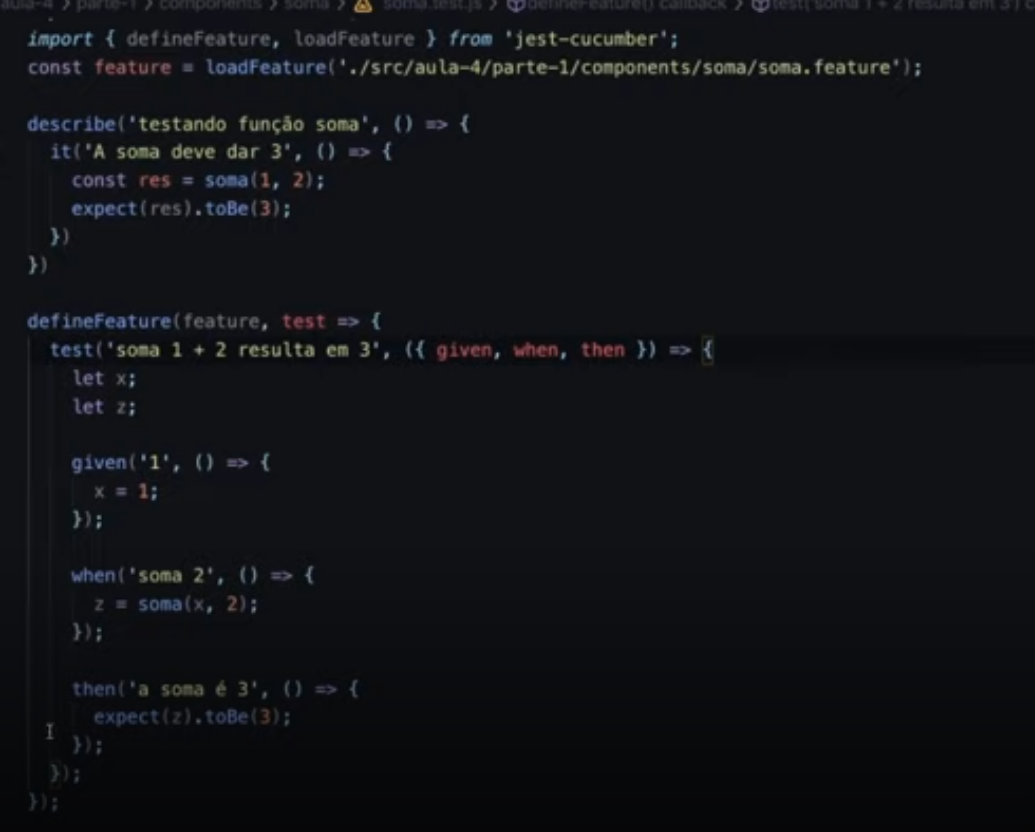 aula-4 > parte-1 > components > soma > soma.test.js > defineFeature() callback > test('soma 1 + 2 resulta em 3')
import { defineFeature, loadFeature } from 'jest-cucumber';
const feature = loadFeature('./src/aula-4/parte-1/components/soma/soma.feature');
describe('testando função soma', () => {
it('A soma deve dar 3', () => {
const res = soma(1, 2);
expect(res).toBe(3);
})
})
defineFeature(feature, test => {
test('soma 1 + 2 resulta em 3', ({ given, when, then }) => {
let x;
let z;
given('1', () => {
x = 1;
});
when('soma 2', () => {
z = soma(x, 2);
});
then('a soma é 3', () => {
expect(z).toBe(3);
});
});
});